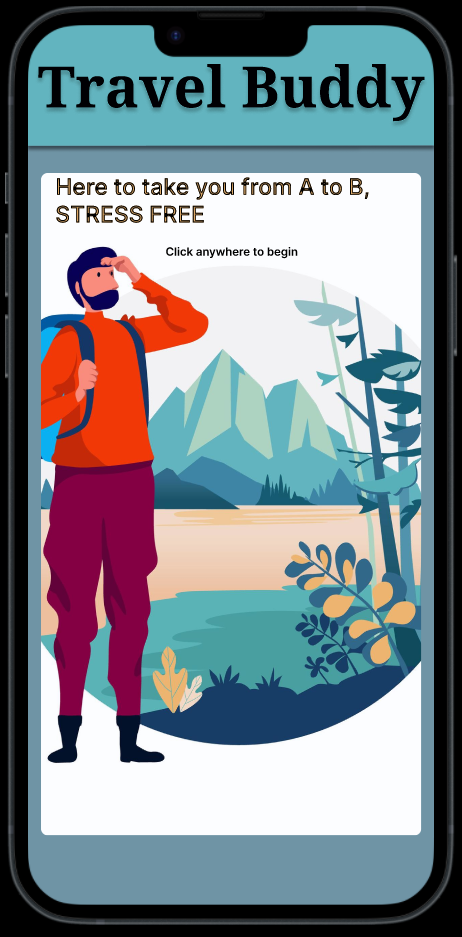 Travel Buddy
Here to take you from A to B,
STRESS FREE
Click anywhere to begin